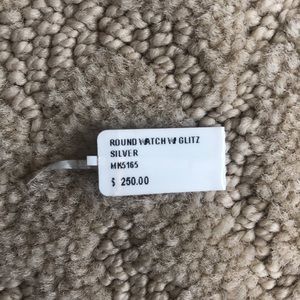 ROUND WATCH W/ GLITZ
SILVER
MK5165
$ 250.00